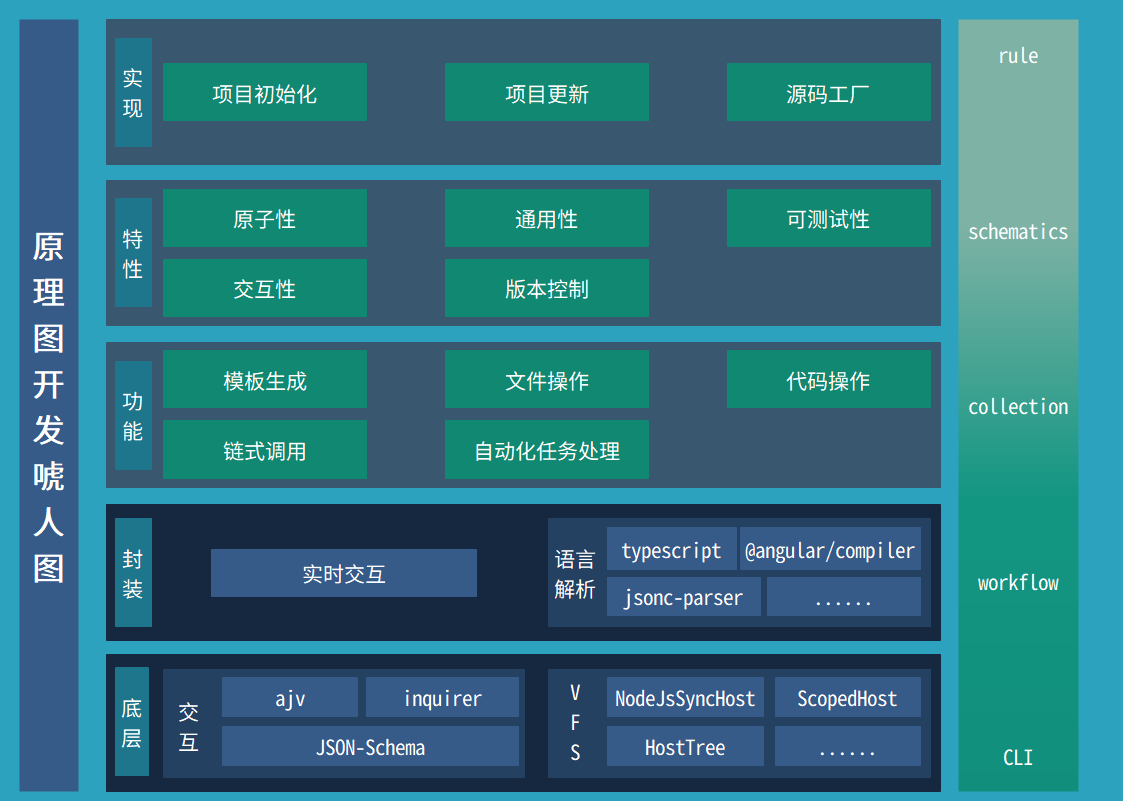 原理图开发唬人图
实现
项目初始化
项目更新
源码工厂
特性
原子性
通用性
可测试性
交互性
版本控制
功能
模板生成
文件操作
代码操作
链式调用
自动化任务处理
封装
实时交互
语言
解析
typescript
@angular/compiler
jsonc-parser
......
底层
交互
ajv
inquirer
JSON-Schema
VFS
NodeJsSyncHost
ScopedHost
HostTree
......
rule
schematics
collection
workflow
CLI